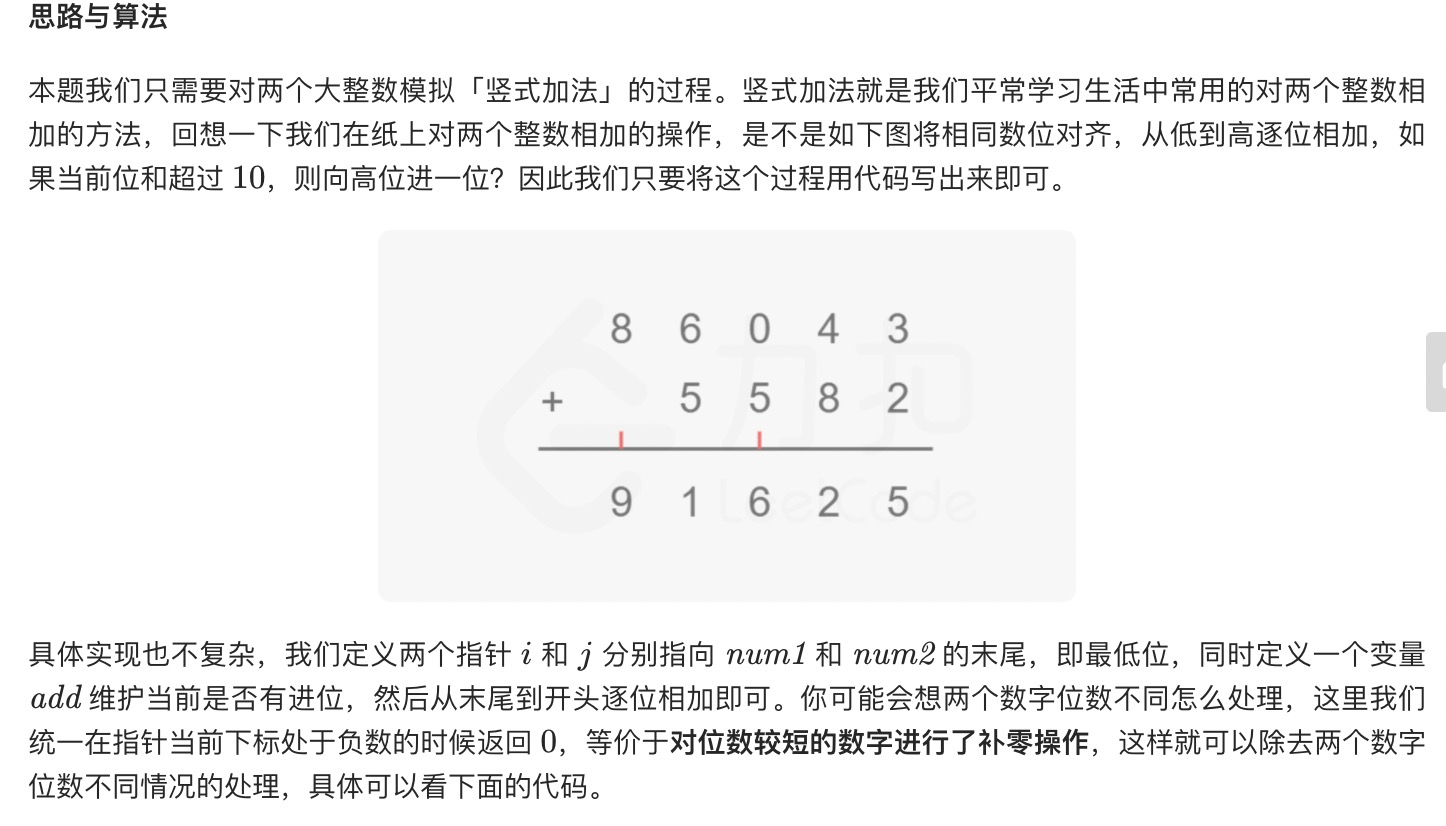 思路与算法
本题我们只需要对两个大整数模拟「竖式加法」的过程。竖式加法就是我们平常学习生活中常用的对两个整数相
加的方法，回想一下我们在纸上对两个整数相加的操作，是不是如下图将相同数位对齐，从低到高逐位相加，如
果当前位和超过 10，则向高位进一位？因此我们只要将这个过程用代码写出来即可。
8 6 0 4 3
+ 5 5 8 2
9 1 6 2 5
力扣
LeetCode
具体实现也不复杂，我们定义两个指针 i 和 j 分别指向 num1 和 num2 的末尾，即最低位，同时定义一个变量
add 维护当前是否有进位，然后从末尾到开头逐位相加即可。你可能会想两个数字位数不同怎么处理，这里我们
统一在指针当前下标处于负数的时候返回 0，等价于对位数较短的数字进行了补零操作，这样就可以除去两个数字
位数不同情况的处理，具体可以看下面的代码。